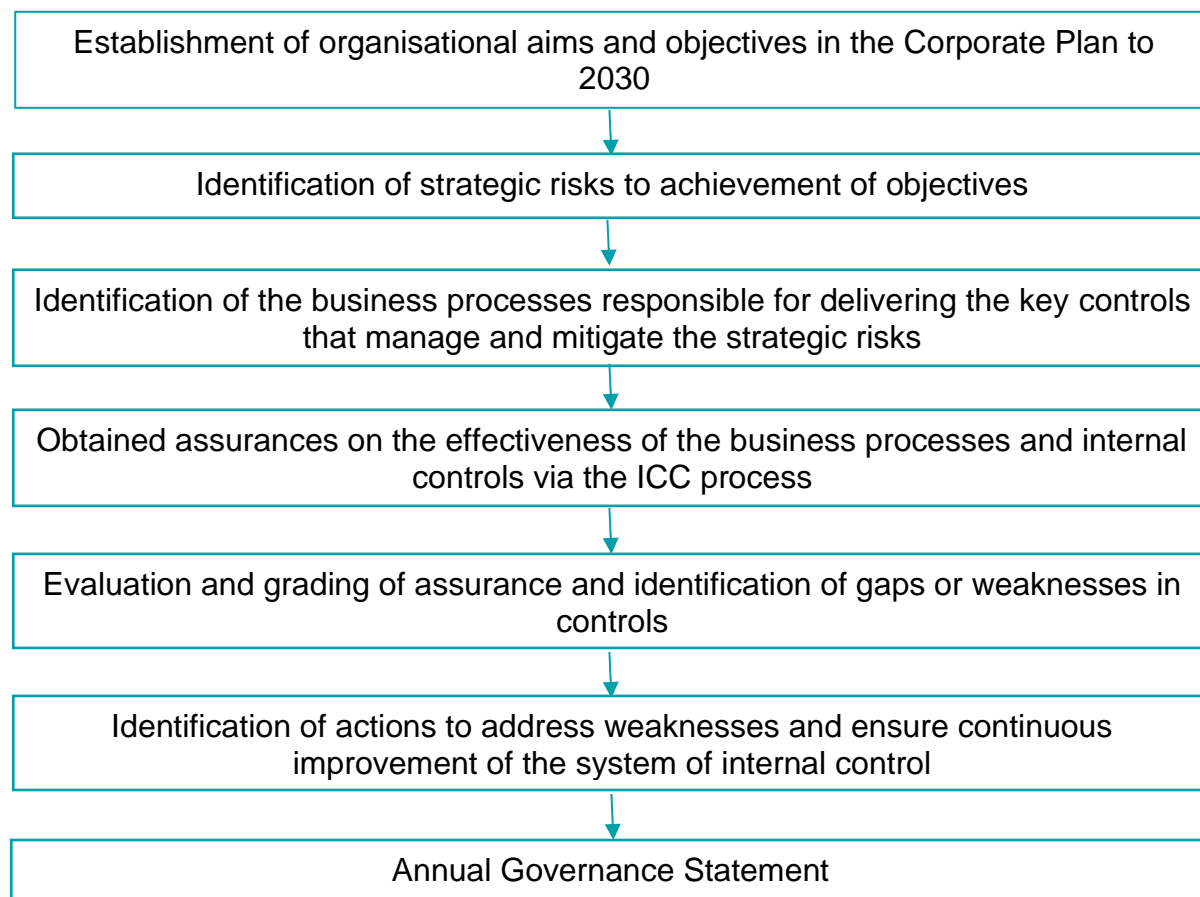 Establishment of organisational aims and objectives in the Corporate Plan to
2030
Identification of strategic risks to achievement of objectives
Identification of the business processes responsible for delivering the key controls
that manage and mitigate the strategic risks
Obtained assurances on the effectiveness of the business processes and internal
controls via the ICC process
Evaluation and grading of assurance and identification of gaps or weaknesses in
controls
Identification of actions to address weaknesses and ensure continuous
improvement of the system of internal control
Annual Governance Statement